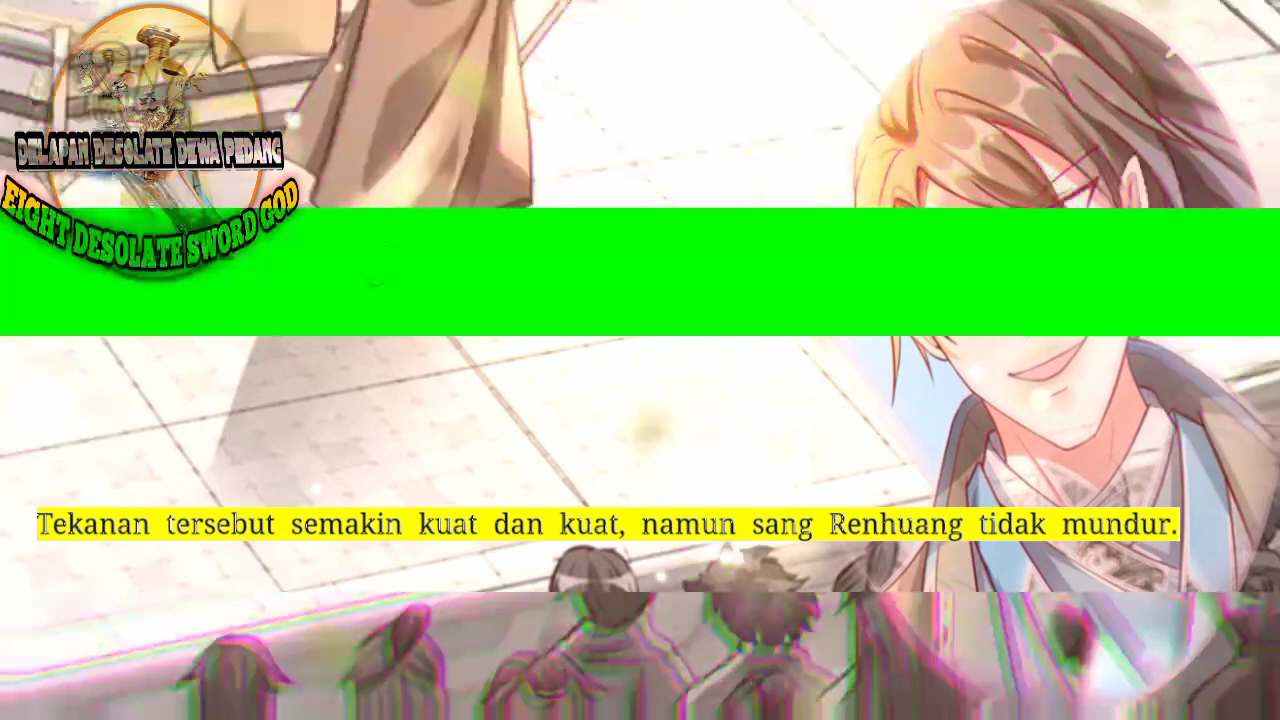 DELAPAN DESOLATE DEWA PEDANG
EIGHT DESOLATE SWORD GOD
Tekanan tersebut semakin kuat dan kuat, namun sang Renhuang tidak mundur.